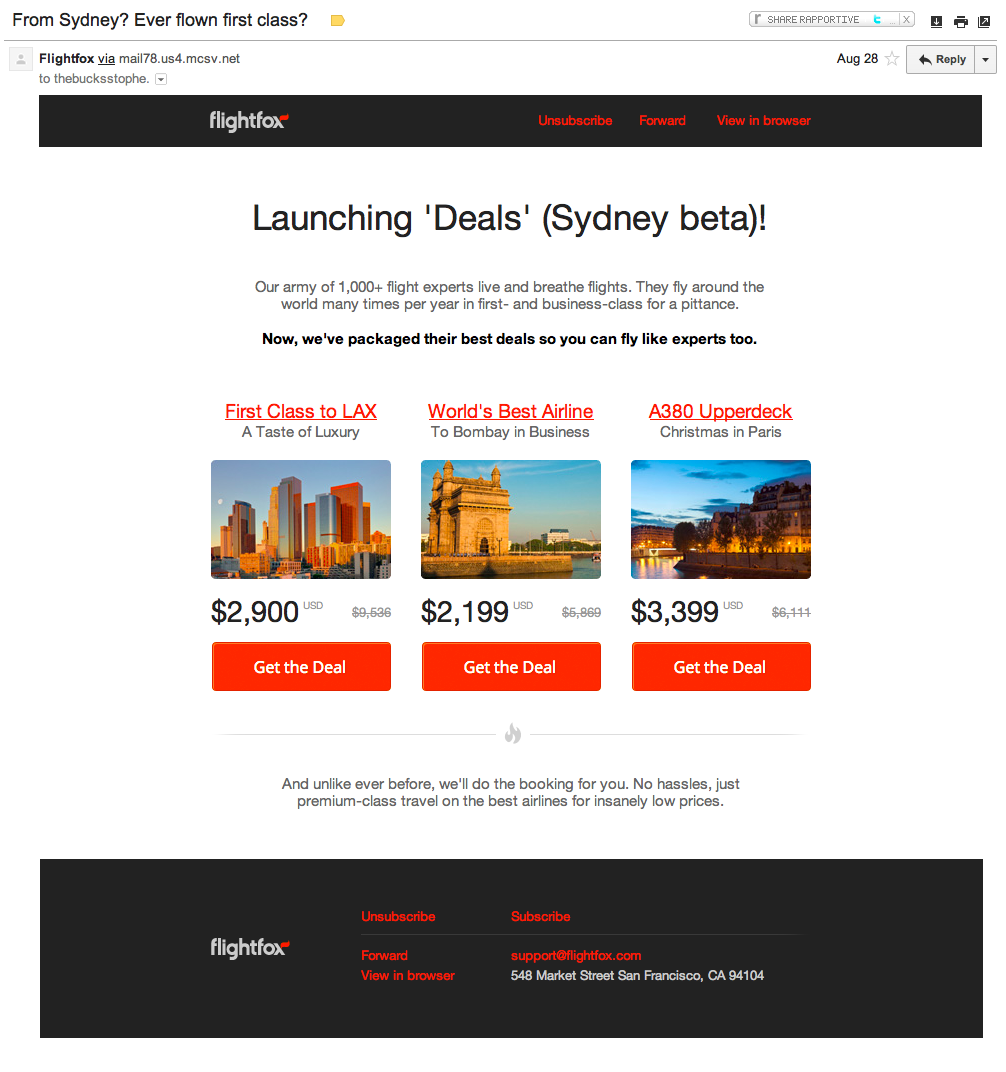 From Sydney? Ever flown first class?
r SHARE RAPPORTIVE t ... X
Flightfox via mail78.us4.mcsv.net
Aug 28
Reply
to thebucksstophe.
flightfox
Unsubscribe Forward View in browser
Launching 'Deals' (Sydney beta)!
Our army of 1,000+ flight experts live and breathe flights. They fly around the
world many times per year in first- and business-class for a pittance.
Now, we've packaged their best deals so you can fly like experts too.
First Class to LAX World's Best Airline A380 Upperdeck
A Taste of Luxury To Bombay in Business Christmas in Paris
$2,900 USD $9,536 $2,199 USD $5,869 $3,399 USD $6,111
Get the Deal Get the Deal Get the Deal
And unlike ever before, we'll do the booking for you. No hassles, just
premium-class travel on the best airlines for insanely low prices.
Unsubscribe Subscribe
flightfox
Forward support@flightfox.com
View in browser 548 Market Street San Francisco, CA 94104